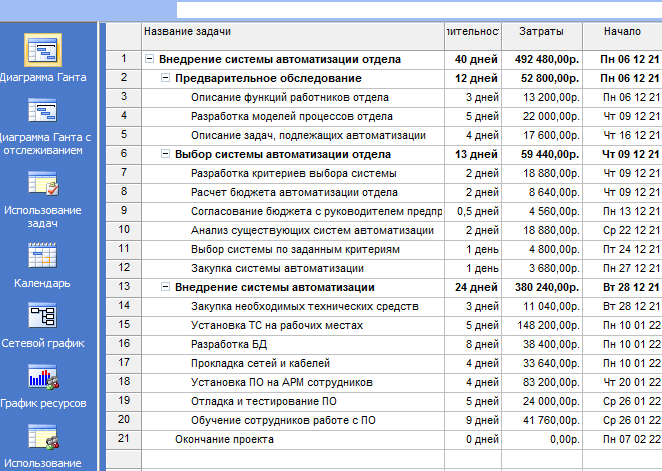 Название задачи
Затраты
Начало
1 Внедрение системы автоматизации отдела 40 дней 492 480,00р. Пн 06 12 21
2 Предварительное обследование 12 дней 52 800,00р. Пн 06 12 21
3 Описание функций работников отдела 3 дней 13 200,00р. Пн 06 12 21
4 Разработка моделей процессов отдела 5 дней 22 000,00р. Чт 09 12 21
5 Описание задач, подлежащих автоматизации 4 дней 17 600,00р. Чт 16 12 21
6 Выбор системы автоматизации отдела 13 дней 59 440,00р. Чт 09 12 21
7 Разработка критериев выбора системы 2 дней 18 880,00р. Чт 09 12 21
8 Расчет бюджета автоматизации отдела 2 дней 8 640,00р. Чт 09 12 21
9 Согласование бюджета с руководителем предпр 0,5 дней 4 560,00р. Пн 13 12 21
10 Анализ существующих систем автоматизации 2 дней 18 880,00р. Ср 22 12 21
11 Выбор системы по заданным критериям 1 день 4 800,00р. Пт 24 12 21
12 Закупка системы автоматизации 1 день 3 680,00р. Пн 27 12 21
13 Внедрение системы автоматизации 24 дней 380 240,00р. Вт 28 12 21
14 Закупка необходимых технических средств 3 дней 11 040,00р. Вт 28 12 21
15 Установка ТС на рабочих местах 5 дней 148 200,00р. Пн 10 01 22
16 Разработка БД 8 дней 38 400,00р. Пн 10 01 22
17 Прокладка сетей и кабелей 4 дней 33 640,00р. Пн 10 01 22
18 Установка ПО на АРМ сотрудников 4 дней 83 200,00р. Чт 20 01 22
19 Отладка и тестирование ПО 5 дней 24 000,00р. Ср 26 01 22
20 Обучение сотрудников работе с ПО 9 дней 41 760,00р. Ср 26 01 22
21 Окончание проекта 0 дней 0,00р. Пн 07 02 22
Диаграмма Ганта
Диаграмма Ганта с
отслеживанием
Использование
задач
Календарь
Сетевой график
График ресурсов
Использование